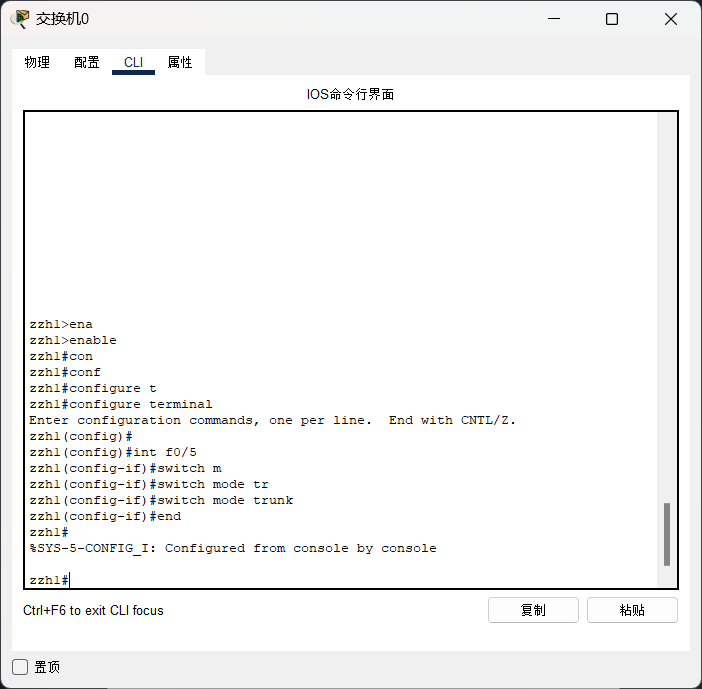 交换机0
物理 配置 CLI 属性
IOS命令行界面
zzh1>ena
zzh1>enable
zzh1#con
zzh1#conf
zzh1#configure t
zzh1#configure terminal
Enter configuration commands, one per line.  End with CNTL/Z.
zzh1(config)#
zzh1(config)#int f0/5
zzh1(config-if)#switch m
zzh1(config-if)#switch mode tr
zzh1(config-if)#switch mode trunk
zzh1(config-if)#end
zzh1#
%SYS-5-CONFIG_I: Configured from console by console
zzh1#
Ctrl+F6 to exit CLI focus 复制 粘贴
置顶